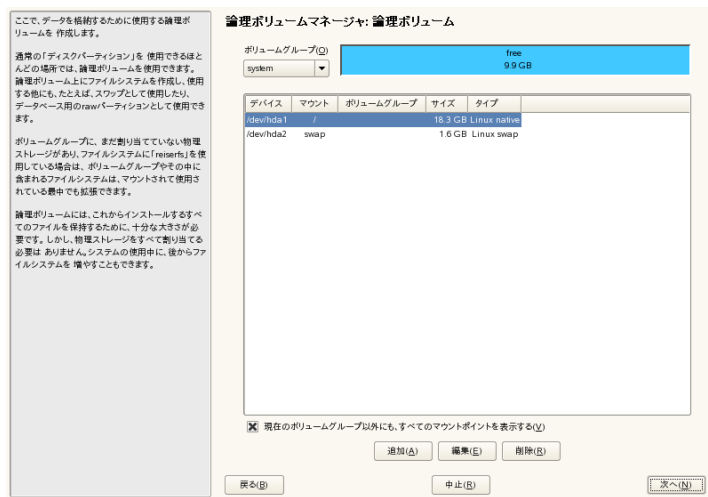 ここで、データを格納するために使用する論理ボ
リュームを 作成します。
通常の「ディスクパーティション」を 使用できるほと
んどの場所では、論理ボリュームを使用できます。
論理ボリューム上にファイルシステムを作成し、使用
する他にも、たとえば、スワップとして使用したり、
データベース用のrawパーティションとして使用でき
ます。
ボリュームグループに、まだ割り当てていない物理
ストレージがあり、ファイルシステムに「reiserfs」を使
用している場合は、ボリュームグループやその中に
含まれるファイルシステムは、マウントされて使用さ
れている最中でも拡張できます。
論理ボリュームには、これからインストールするすべ
てのファイルを保持するために、十分な大きさが必
要です。しかし、物理ストレージをすべて割り当てる
必要は ありません。システムの使用中に、後からファ
イルシステムを 増やすこともできます。
論理ボリュームマネージャ: 論理ボリューム
ボリュームグループ(O)
system
free
9.9 GB
デバイス マウント ボリュームグループ サイズ タイプ
/dev/hda1 / 18.3 GB Linux native
/dev/hda2 swap 1.6 GB Linux swap
現在のボリュームグループ以外にも、すべてのマウントポイントを表示する(V)
追加(A) 編集(E) 削除(R)
戻る(B) 中止(R) 次へ(N)